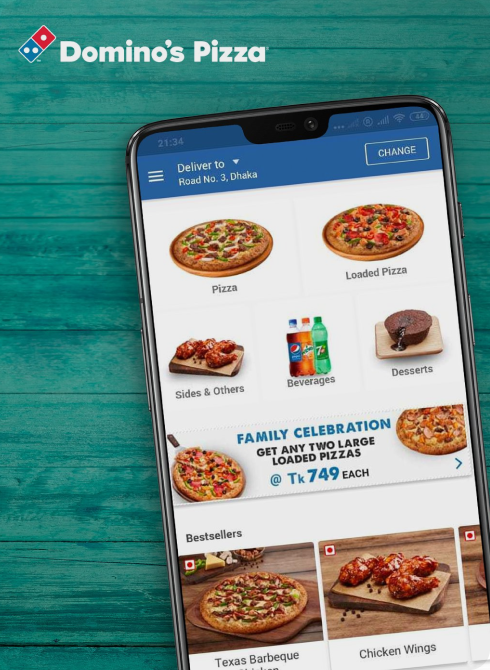 Domino's Pizza
21:34
48
Deliver to
Road No. 3, Dhaka
CHANGE
Pizza
Loaded Pizza
Sides & Others
Beverages
Desserts
FAMILY CELEBRATION
GET ANY TWO LARGE
LOADED PIZZAS
@ Tk 749 EACH
Bestsellers
Texas Barbeque
Chicken Wings